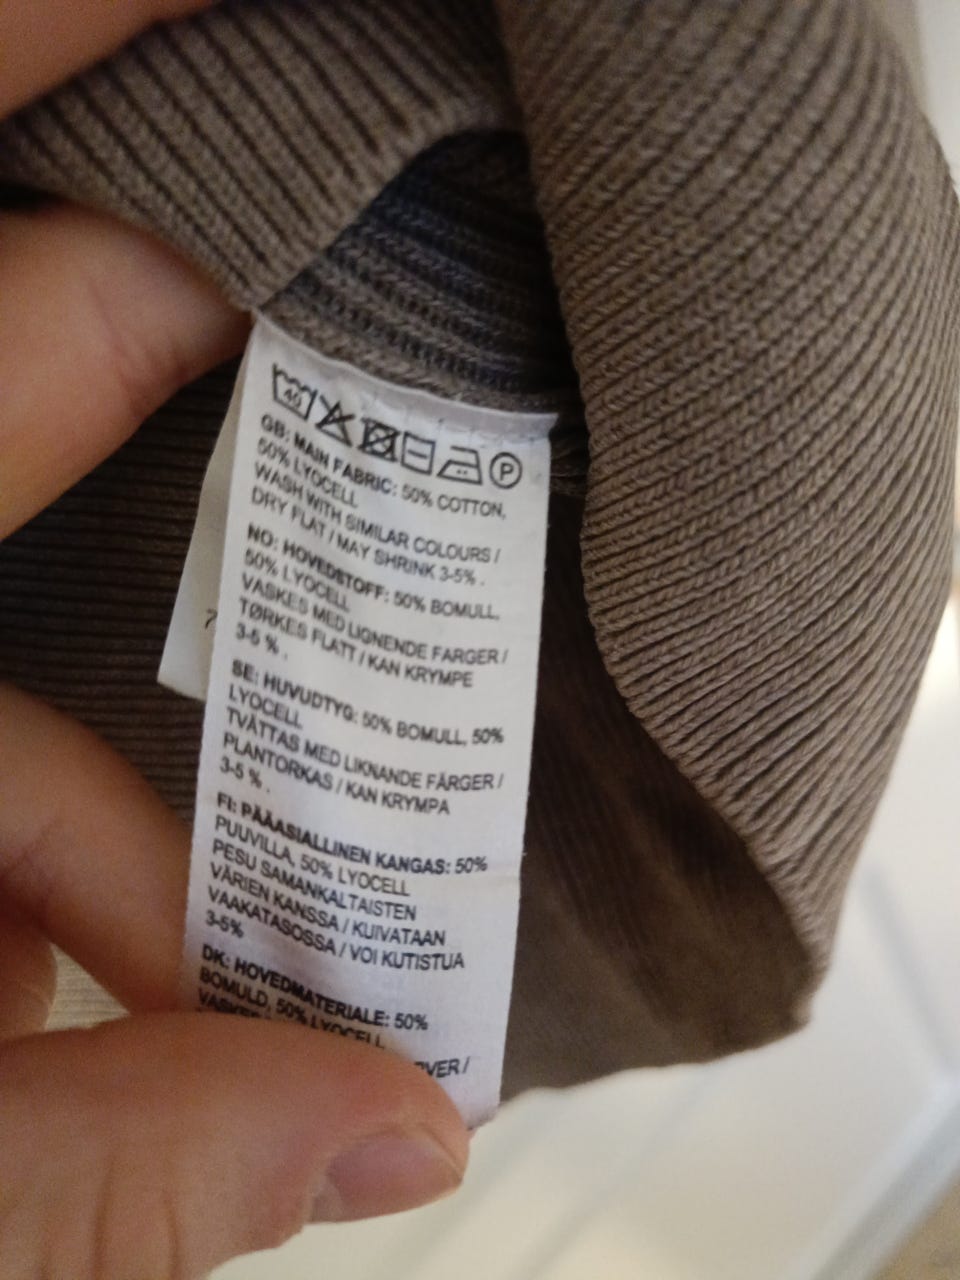 40 P
GB: MAIN FABRIC: 50% COTTON,
50% LYOCELL
WASH WITH SIMILAR COLOURS /
DRY FLAT / MAY SHRINK 3-5% .
NO: HOVEDSTOFF: 50% BOMULL,
50% LYOCELL
VASKES MED LIGNENDE FARGER /
TØRKES FLATT / KAN KRYMPE
3-5 % .
SE: HUVUDTYG: 50% BOMULL, 50%
LYOCELL
TVÄTTAS MED LIKNANDE FÄRGER /
PLANTORKAS / KAN KRYMPA
3-5 % .
FI: PÄÄASIALLINEN KANGAS: 50%
PUUVILLA, 50% LYOCELL
PESU SAMANKALTAISTEN
VÄRIEN KANSSA / KUIVATAAN
VAAKATASOSSA / VOI KUTISTUA
3-5%
DK: HOVEDMATERIALE: 50%
BOMULD, 50% LYOCELL